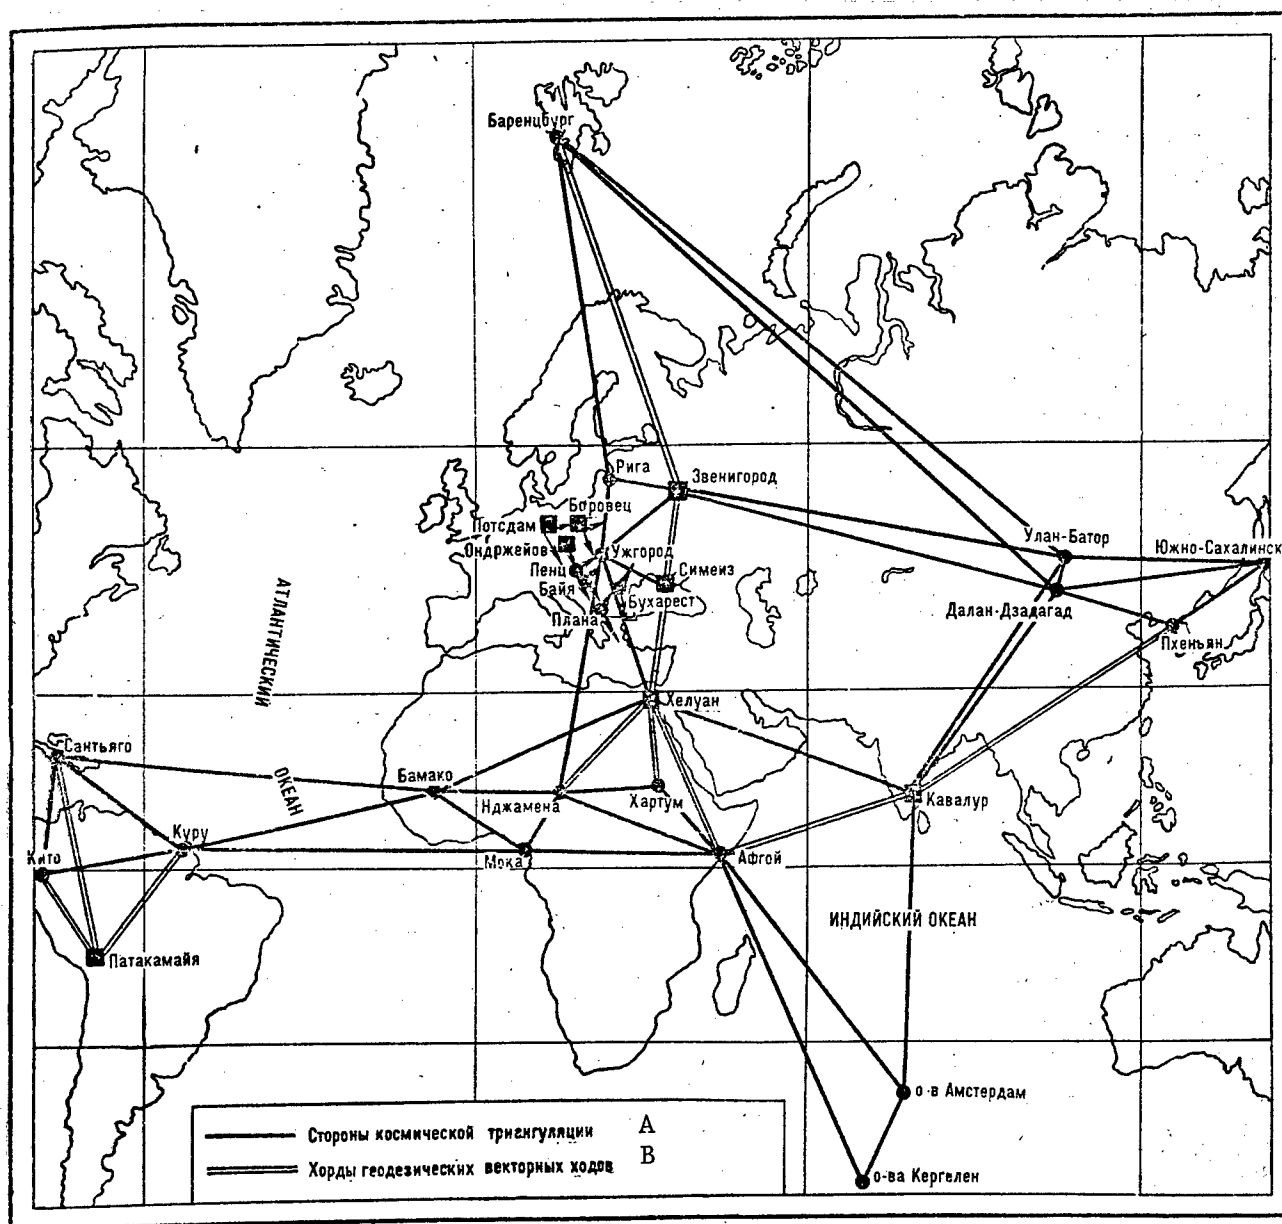 Баренцбург
Рига
Звенигород
Боровец
Потсдам
Ондржейов
Ужгород
Улан-Батор
Южно-Сахалинск
Пенц
Симеиз
Байя
Бухарест
Далан-Дзадагад
Плана
Пхеньян
АТЛАНТИЧЕСКИЙ
ОКЕАН
Хелуан
Сантьяго
Бамако
Нджамена
Хартум
Кавалур
Куру
Кито
Мока
Афгой
ИНДИЙСКИЙ ОКЕАН
Патакамайя
о-в Амстердам
о-ва Кергелен
Стороны космической триангуляции A
Хорды геодезических векторных ходов B